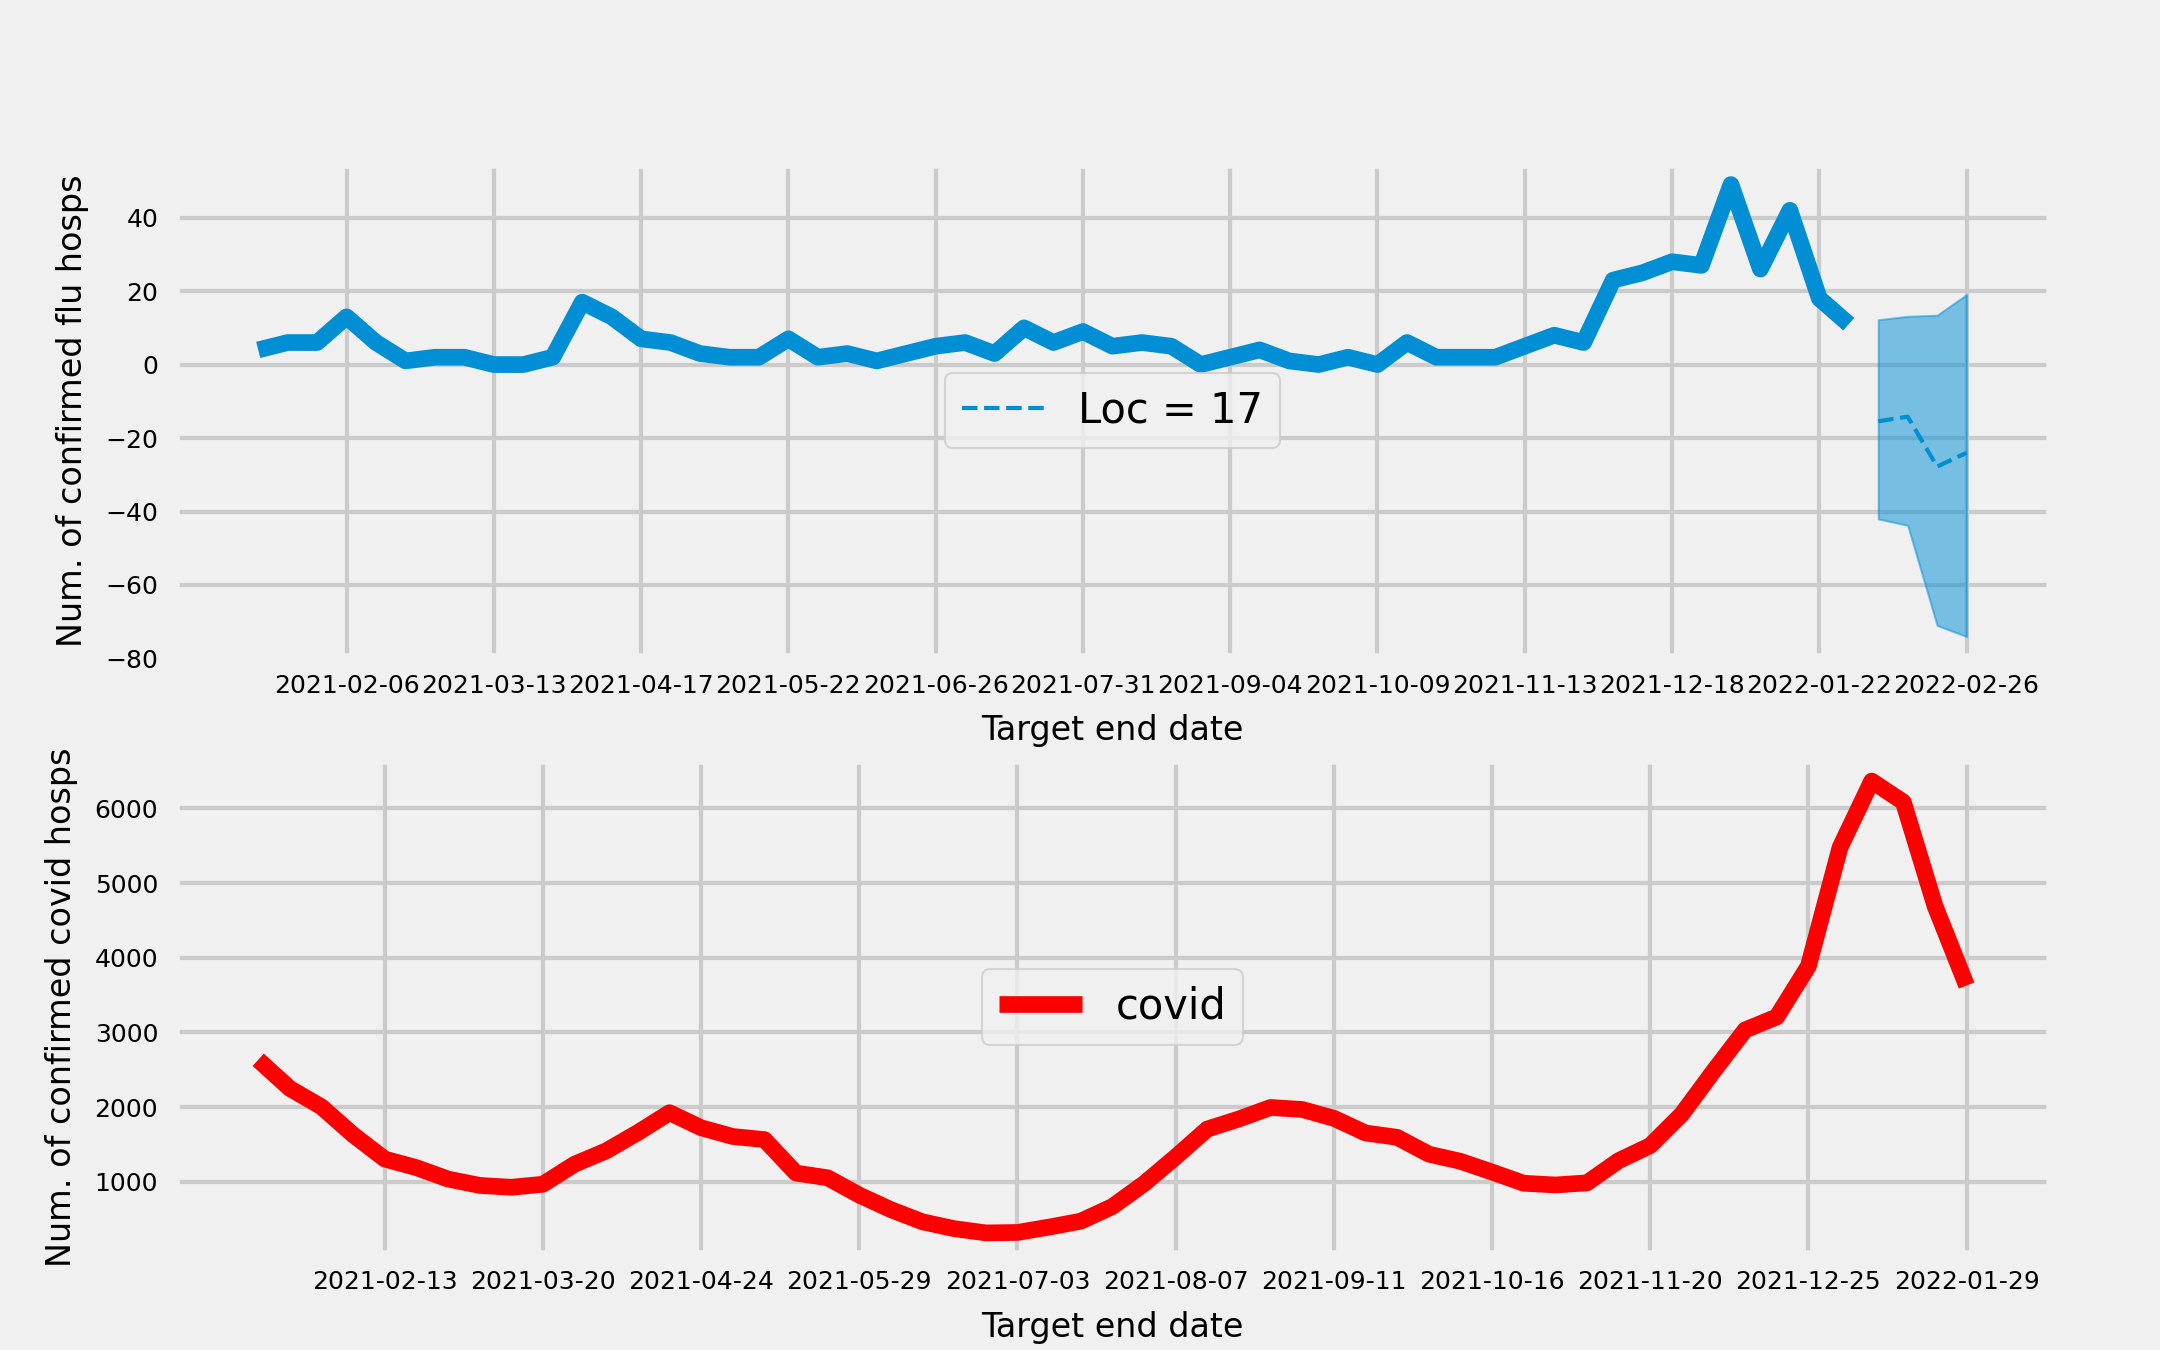 Num. of confirmed flu hosps
40
20
0
−20
−40
−60
−80
Loc = 17
2021-02-06 2021-03-13 2021-04-17 2021-05-22 2021-06-26 2021-07-31 2021-09-04 2021-10-09 2021-11-13 2021-12-18 2022-01-22 2022-02-26
Target end date
Num. of confirmed covid hosps
6000
5000
4000
3000
2000
1000
covid
2021-02-13 2021-03-20 2021-04-24 2021-05-29 2021-07-03 2021-08-07 2021-09-11 2021-10-16 2021-11-20 2021-12-25 2022-01-29
Target end date